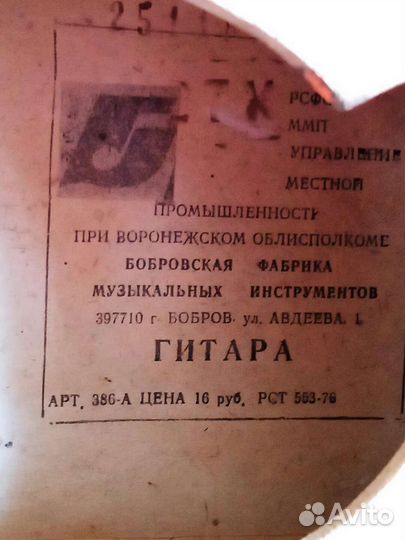 РСФС
ММП
УПРАВЛЕНИЕ
МЕСТНОЙ
ПРОМЫШЛЕННОСТИ
ПРИ ВОРОНЕЖСКОМ ОБЛИСПОЛКОМЕ
БОБРОВСКАЯ ФАБРИКА
МУЗЫКАЛЬНЫХ ИНСТРУМЕНТОВ
397710 г. БОБРОВ. ул. АВДЕЕВА, 1
ГИТАРА
АРТ. 386-А ЦЕНА 16 руб. РСТ 553-76
Avito